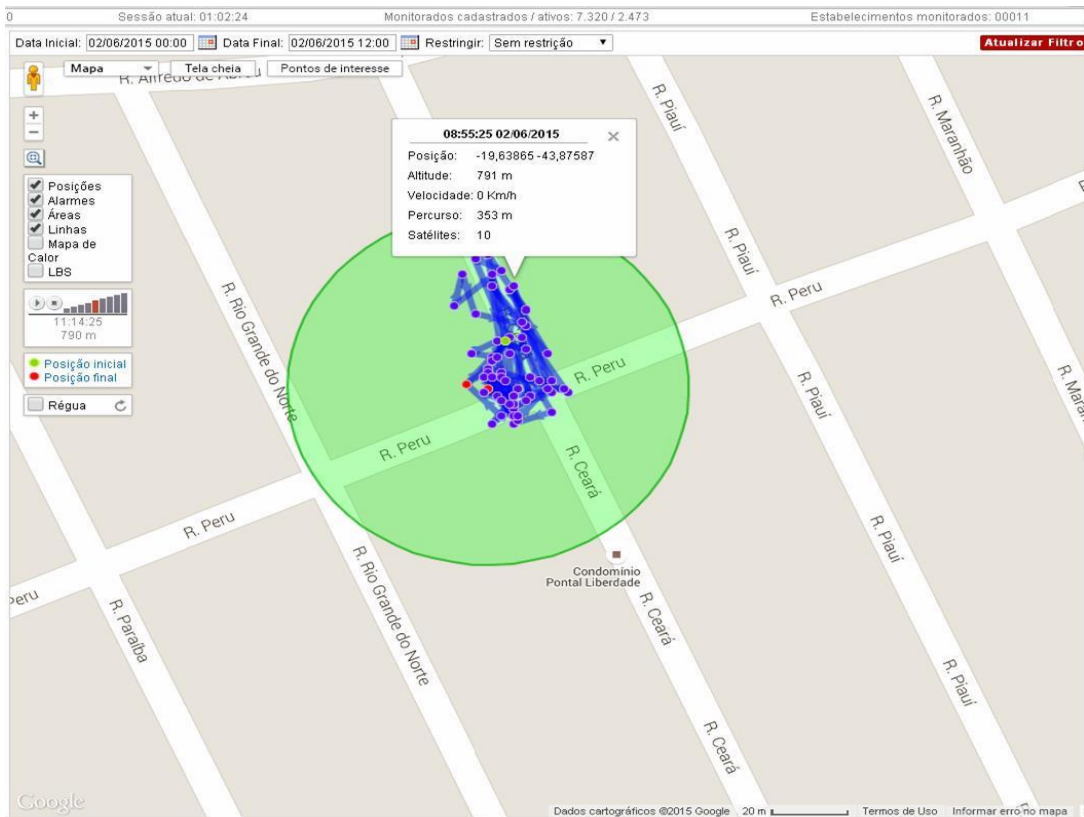 0 Sessão atual: 01:02:24 Monitorados cadastrados / ativos: 7.320 / 2.473 Estabelecimentos monitorados: 00011
Data Inicial: 02/06/2015 00:00 Data Final: 02/06/2015 12:00 Restringir: Sem restrição Atualizar Filtro
Mapa Tela cheia Pontos de interesse
R. Alfredo de Abreu
R. Piauí
R. Maranhão
08:55:25 02/06/2015
Posição: -19,63865 -43,87587
Altitude: 791 m
Velocidade: 0 Km/h
Percurso: 353 m
Satélites: 10
Posições
Alarmes
Áreas
Linhas
Mapa de
Calor
LBS
11:14:25
790 m
Posição inicial
Posição final
Régua
R. Piauí
R. Peru
R. Rio Grande do Norte
R. Peru
R. Ma
R. Piauí
R. Peru
R. Ceará
R. Peru
R. Piauí
Condomínio
Pontal Liberdade
Peru
R. Paraíba
R. Rio Grande do Norte
R. Ceará
R. Piauí
R. Ceará
Google
Dados cartográficos ©2015 Google 20 m Termos de Uso Informar erro no mapa